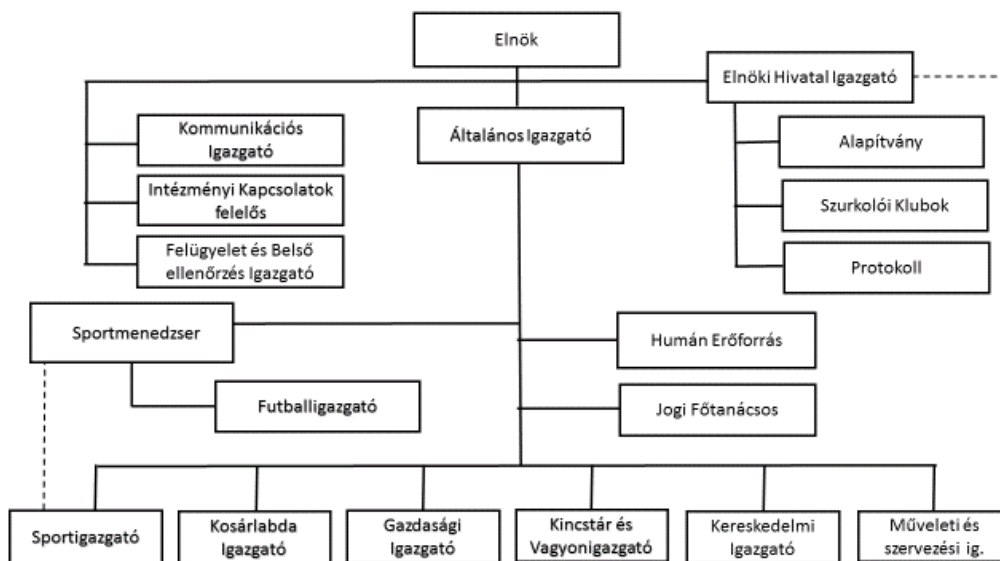 Elnök
Elnöki Hivatal Igazgató
Kommunikációs
Igazgató
Általános Igazgató
Alapítvány
Intézményi Kapcsolatok
felelős
Szurkolói Klubok
Felügyelet és Belső
ellenőrzés Igazgató
Protokoll
Sportmenedzser
Humán Erőforrás
Futballigazgató
Jogi Főtanácsos
Sportigazgató
Kosárlabda
Igazgató
Gazdasági
Igazgató
Kincstár és
Vagyonigazgató
Kereskedelmi
Igazgató
Műveleti és
szervezési ig.